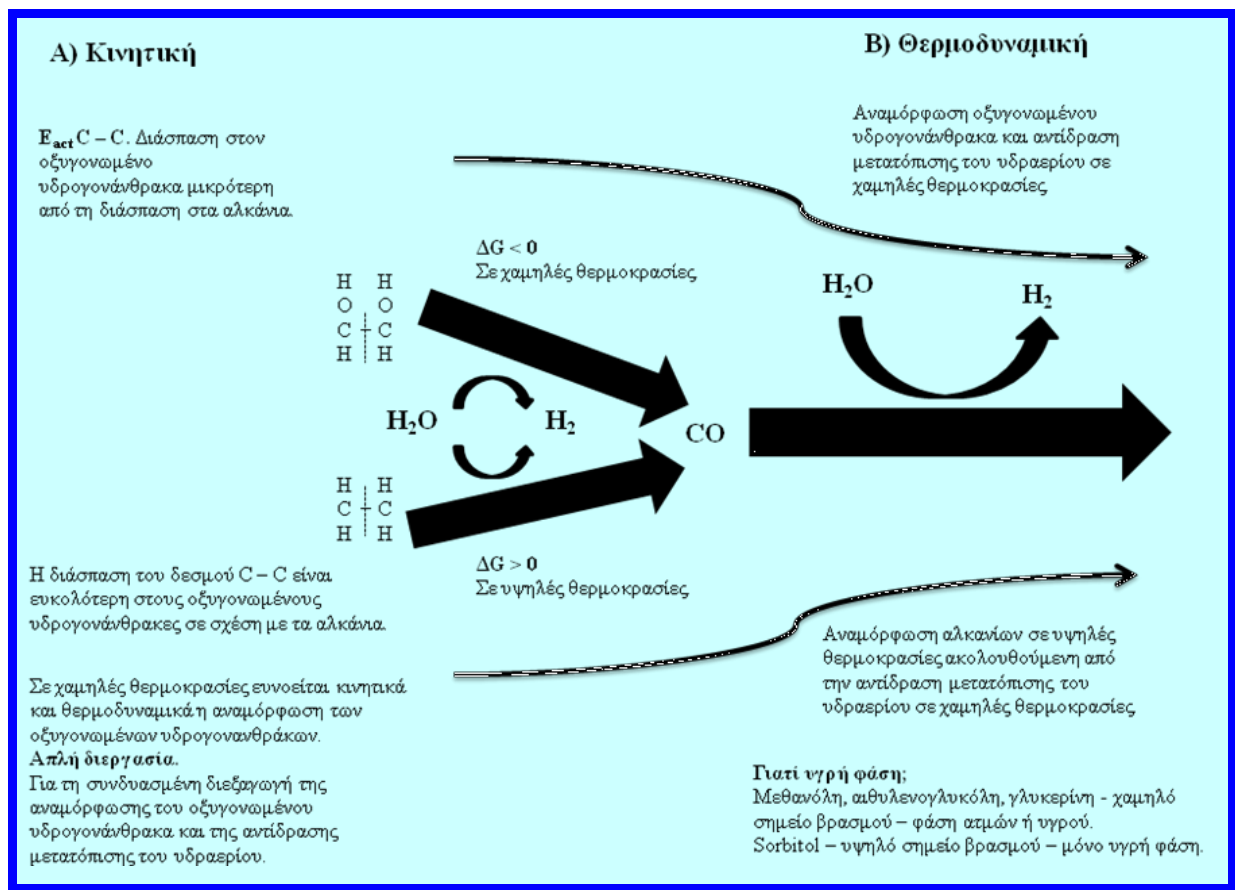 Α) Κινητική
Β) Θερμοδυναμική
E_act C – C. Διάσπαση στον
οξυγονωμένο
υδρογονάνθρακα μικρότερη
από τη διάσπαση στα αλκάνια.
Αναμόρφωση οξυγονωμένου
υδρογονάνθρακα και αντίδραση
μετατόπισης του υδραερίου σε
χαμηλές θερμοκρασίες.
ΔG < 0
Σε χαμηλές θερμοκρασίες.
H H
O O
C C
H H
H₂O
H₂
H₂O
H₂
CO
H H
C C
H H
ΔG > 0
Σε υψηλές θερμοκρασίες.
Η διάσπαση του δεσμού C – C είναι
ευκολότερη στους οξυγονωμένους
υδρογονάνθρακες σε σχέση με τα αλκάνια.
Αναμόρφωση αλκανίων σε υψηλές
θερμοκρασίες ακολουθούμενη από
την αντίδραση μετατόπισης του
υδραερίου σε χαμηλές θερμοκρασίες.
Σε χαμηλές θερμοκρασίες ευνοείται κινητικά
και θερμοδυναμικά η αναμόρφωση των
οξυγονωμένων υδρογονανθράκων.
Απλή διεργασία.
Για τη συνδυασμένη διεξαγωγή της
αναμόρφωσης του οξυγονωμένου
υδρογονάνθρακα και της αντίδρασης
μετατόπισης του υδραερίου.
Γιατί υγρή φάση;
Μεθανόλη, αιθυλενογλυκόλη, γλυκερίνη - χαμηλό
σημείο βρασμού – φάση ατμών ή υγρού.
Sorbitol – υψηλό σημείο βρασμού – μόνο υγρή φάση.